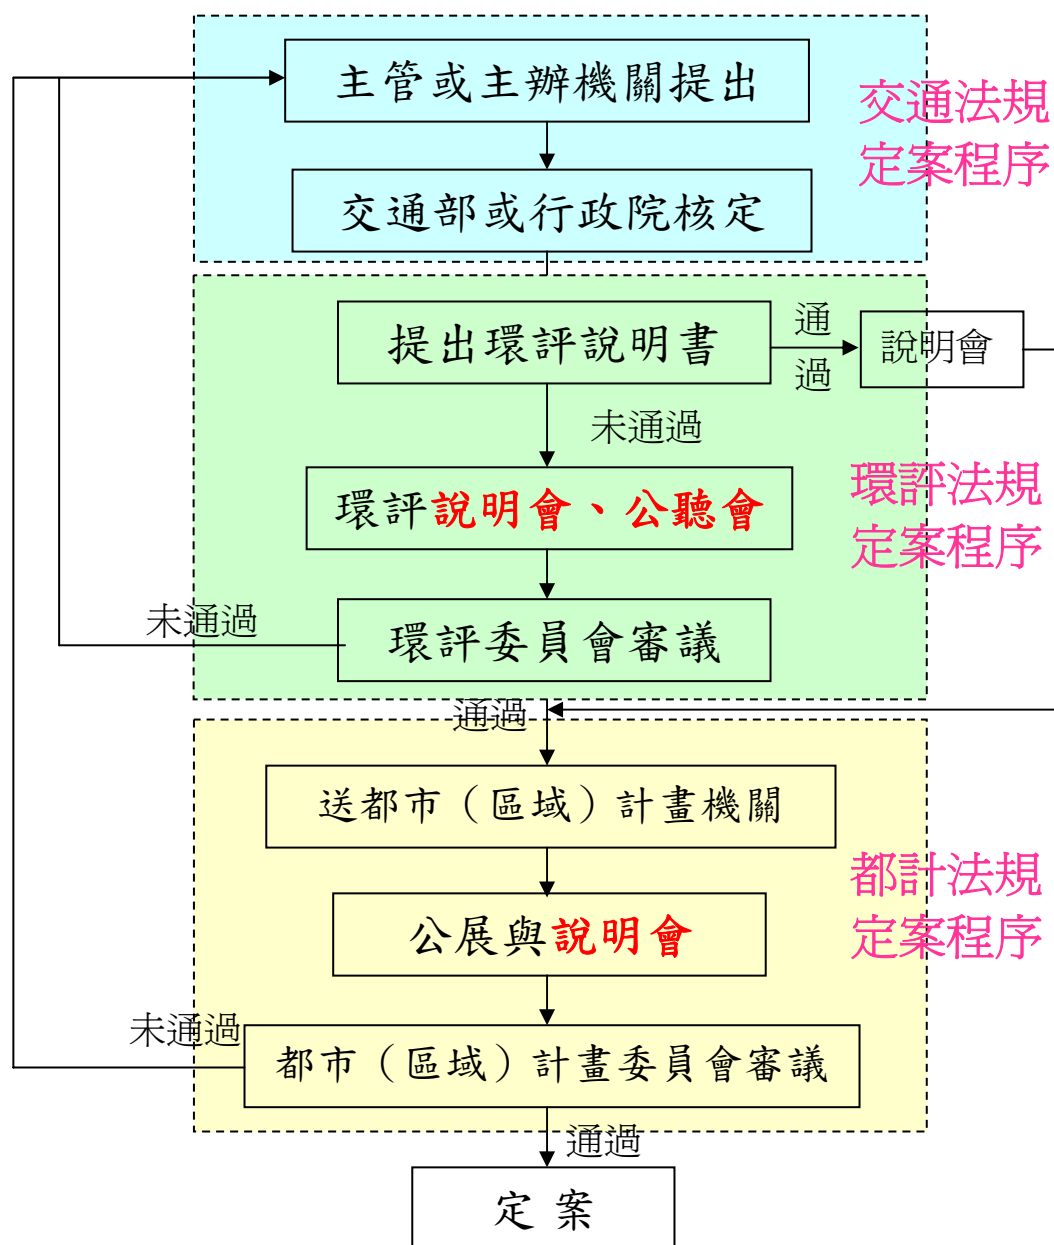 主管或主辦機關提出
交通法規
定案程序
交通部或行政院核定
提出環評說明書
通
過
說明會
未通過
環評說明會、公聽會
環評法規
定案程序
未通過
環評委員會審議
通過
送都市（區域）計畫機關
都計法規
定案程序
公展與說明會
未通過
都市（區域）計畫委員會審議
通過
定案